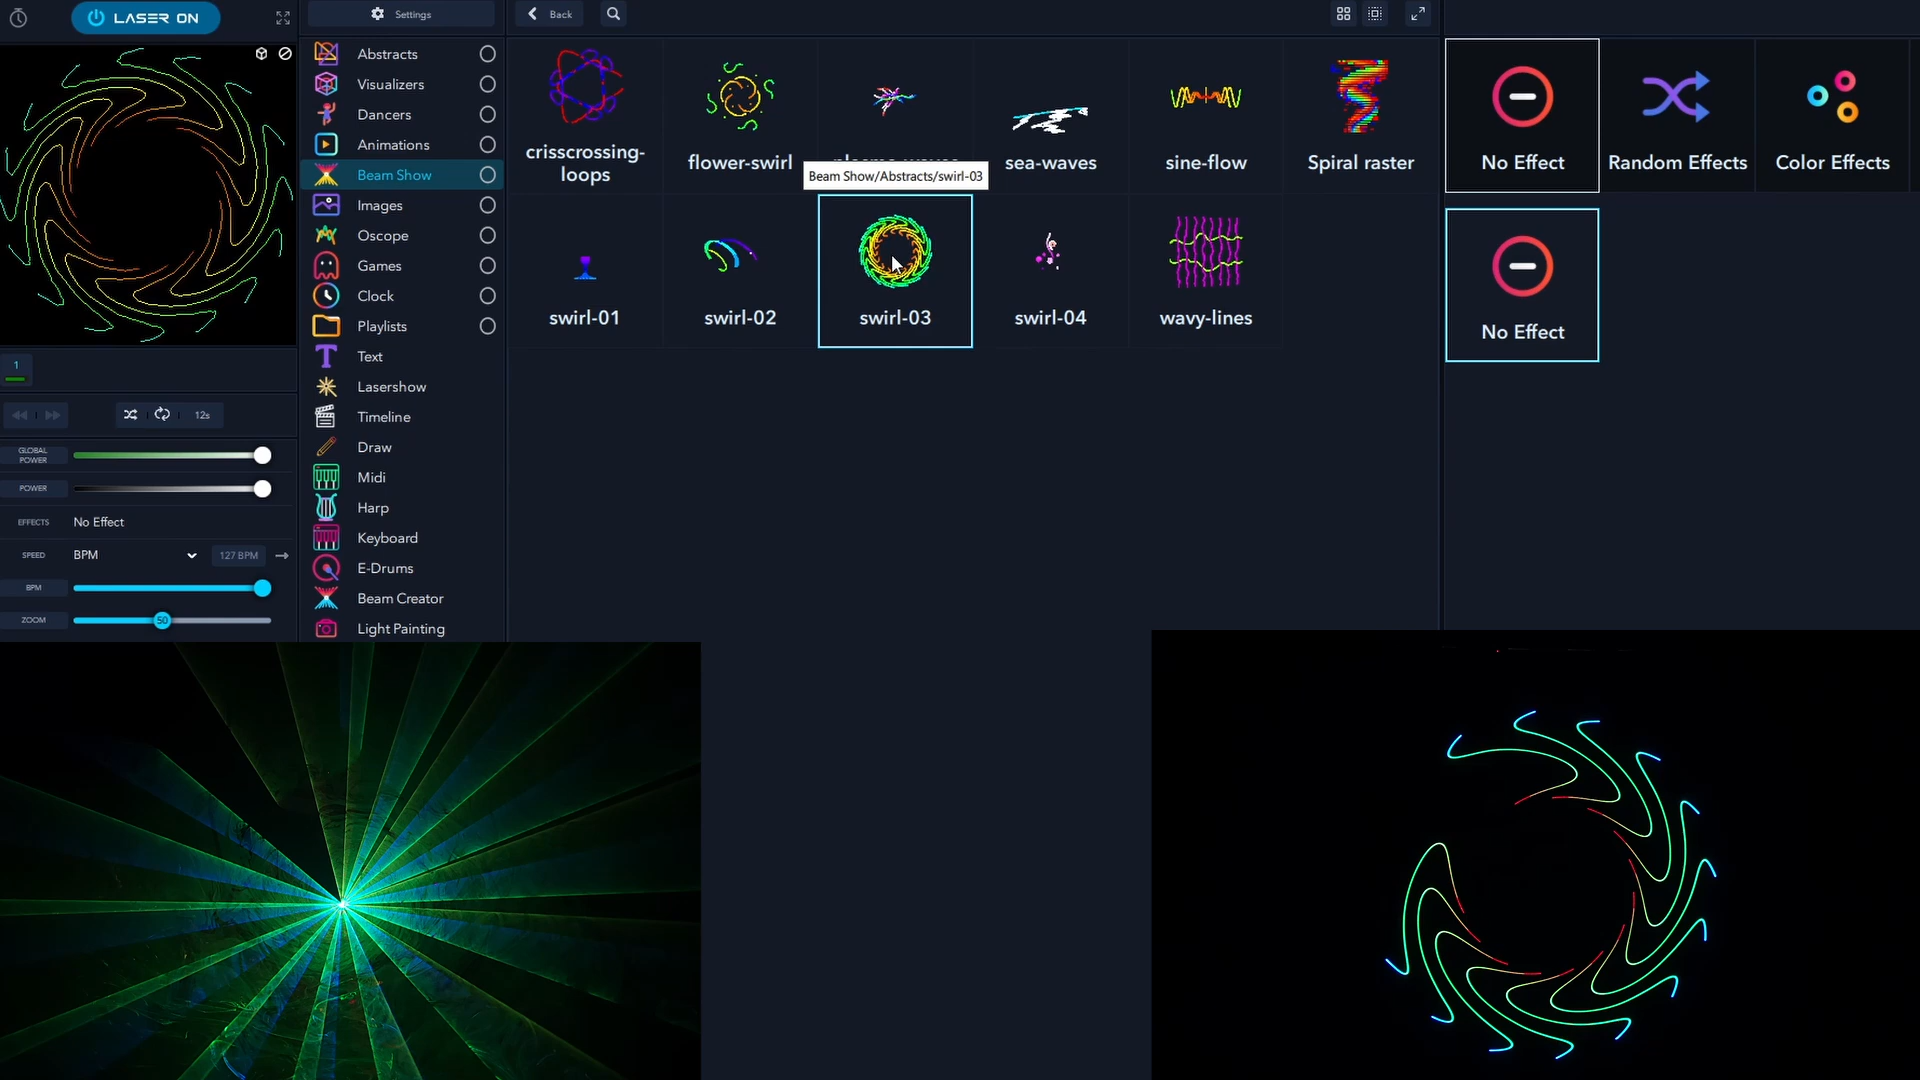 LASER ON
Settings
Back
Abstracts
Visualizers
Dancers
Animations
Beam Show
Images
Oscope
Games
Clock
Playlists
Text
Lasershow
Timeline
Draw
Midi
Harp
Keyboard
E-Drums
Beam Creator
Light Painting
crisscrossing-
loops
flower-swirl
plasma-waves
sea-waves
sine-flow
Spiral raster
Beam Show/Abstracts/swirl-03
swirl-01
swirl-02
swirl-03
swirl-04
wavy-lines
No Effect
Random Effects
Color Effects
No Effect
1
12s
GLOBAL
POWER
POWER
EFFECTS
No Effect
SPEED
BPM
127 BPM
BPM
ZOOM
50